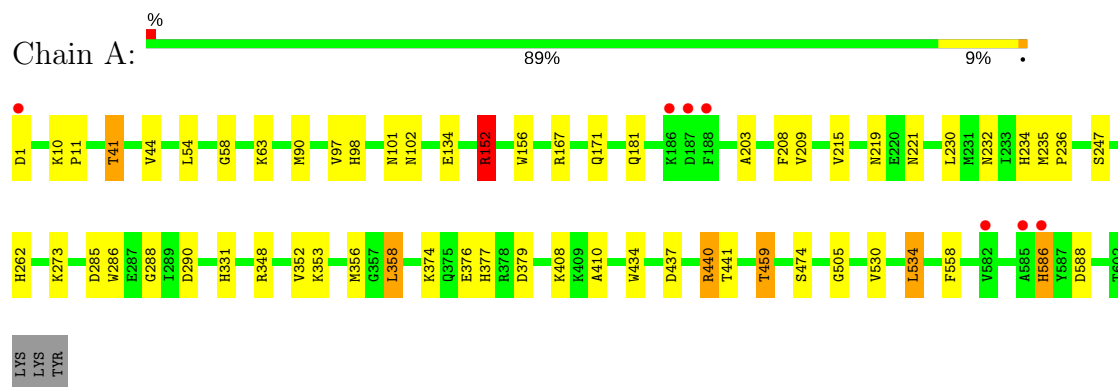 %
Chain A:
89% 9% •
D1 K10 P11 T41 V44 L54 G58 K63 M90 V97 H98 N101 N102 E134 R152 W156 R167 Q171 Q181 K186 D187 F188 A203 F208 V209 V215 N219 E220 N221 L230 M231 N232 I233 H234 M235 P236 S247
H262 K273 D285 W286 E287 G288 I289 D290 H331 R348 V352 K353 M356 G357 L358 K374 Q375 E376 H377 R378 D379 K408 K409 A410 W434 D437 R440 T441 T459 S474 G505 V530 L534 F558 V582 A585 H586 Y587 D588 T602
LYS LYS TYR